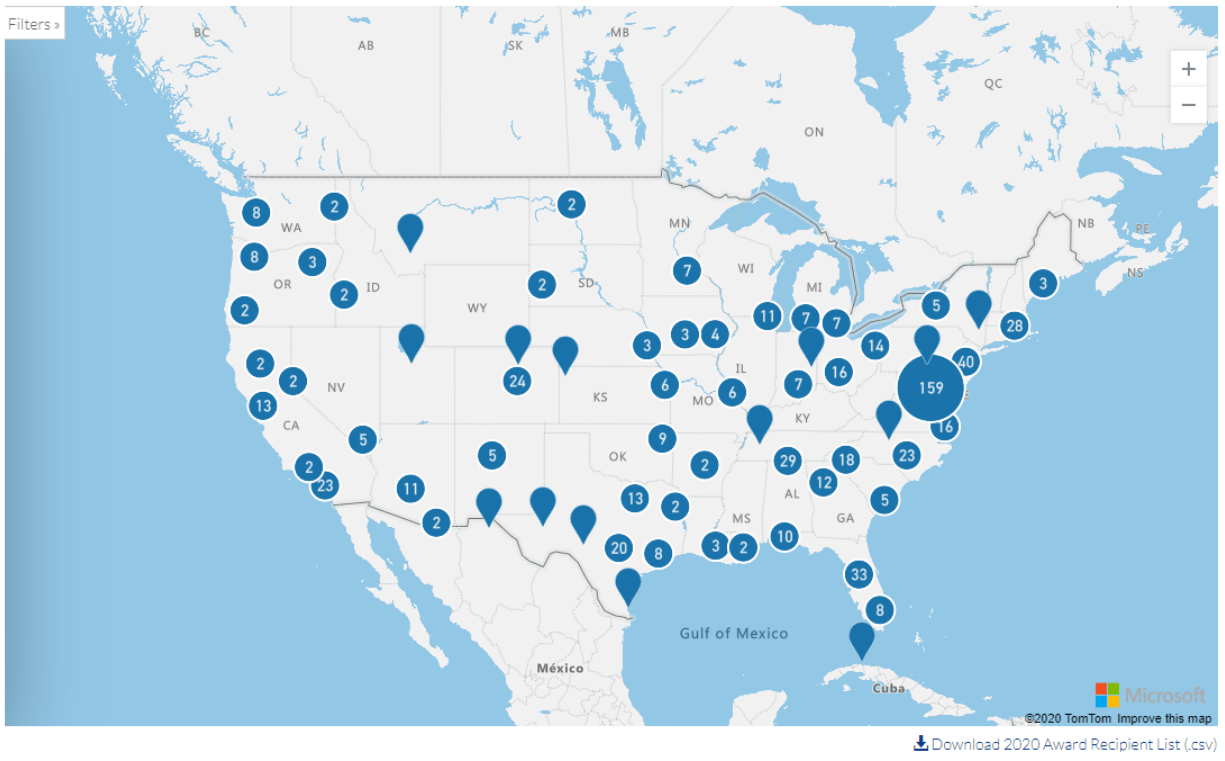 Filters »
BC
AB
SK
MB
ON
QC
NB
PE
NS
8
2
2
WA
MN
8
3
7
WI
3
OR
2
ID
2
SD
MI
2
WY
11
7
7
5
28
3
3
4
14
2
2
NV
24
KS
6
MO
6
IL
7
16
40
159
E
13
CA
KY
16
5
9
OK
2
29
18
23
2
23
5
11
2
13
2
AL
12
5
MS
GA
20
8
3
2
10
33
8
Gulf of Mexico
México
Cuba
Microsoft
©2020 TomTom Improve this map
Download 2020 Award Recipient List (.csv)